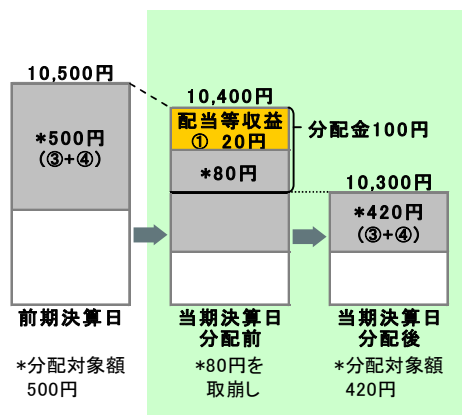 10,500円
*500円
(③+④)
前期決算日
*分配対象額
500円
10,400円
配当等収益
① 20円
*80円
分配金100円
当期決算日
分配前
*80円を
取崩し
10,300円
*420円
(③+④)
当期決算日
分配後
*分配対象額
420円